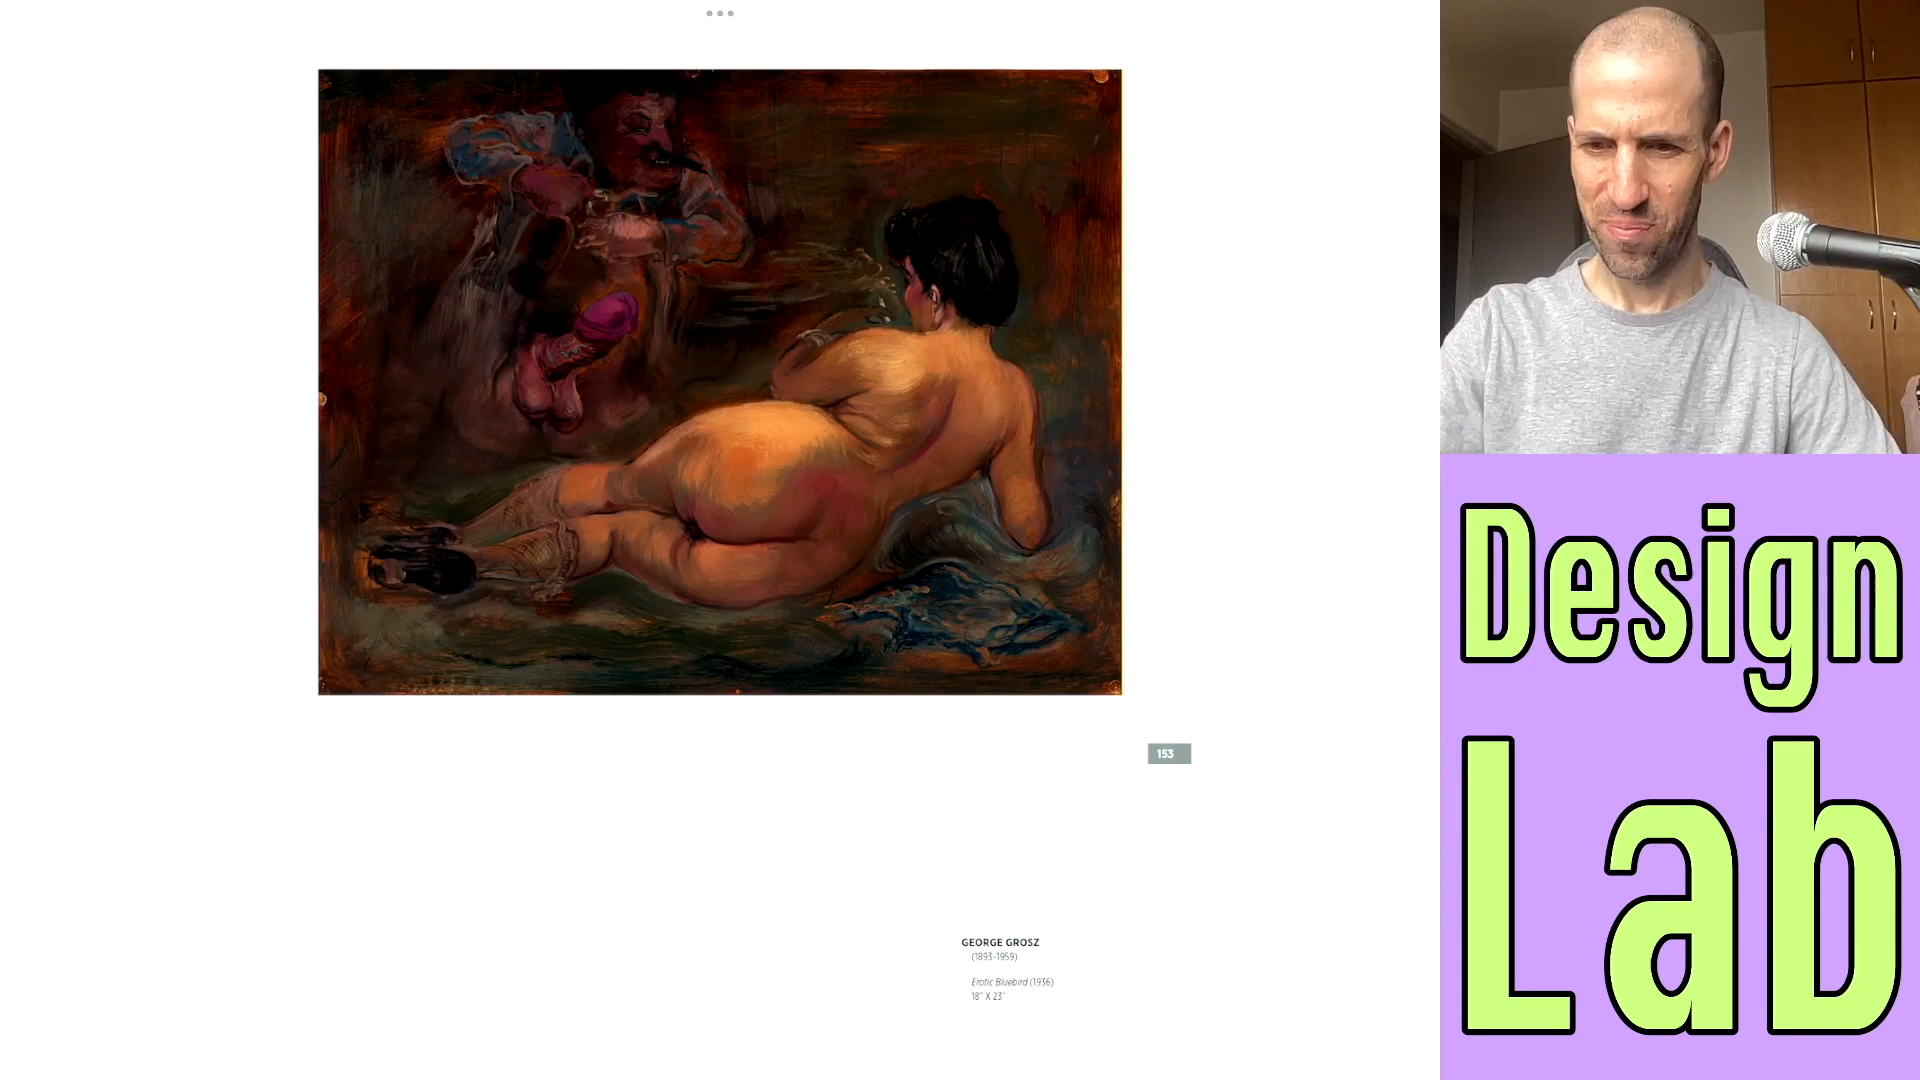 153
GEORGE GROSZ
(1893-1959)
Erotic Bluebird (1936)
18" X 23"
Design
Lab